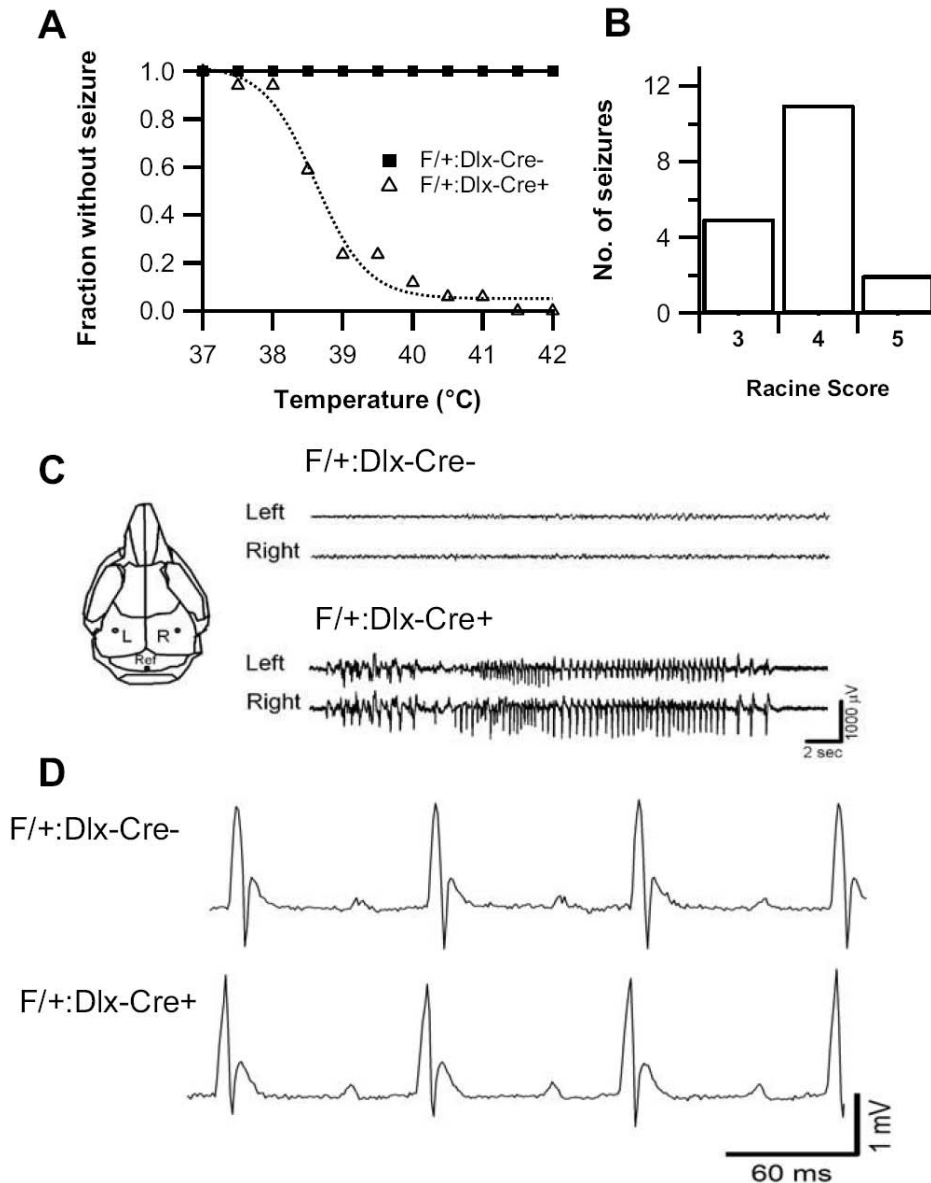 A
Fraction without seizure
1.0
0.8
0.6
0.4
0.2
0.0
37
38
39
40
41
42
Temperature (°C)
F/+:Dlx-Cre-
F/+:Dlx-Cre+
B
No. of seizures
12
8
4
0
3
4
5
Racine Score
C
F/+:Dlx-Cre-
Left
Right
F/+:Dlx-Cre+
Left
Right
L
R
Ref
1000 µV
2 sec
D
F/+:Dlx-Cre-
F/+:Dlx-Cre+
1 mV
60 ms